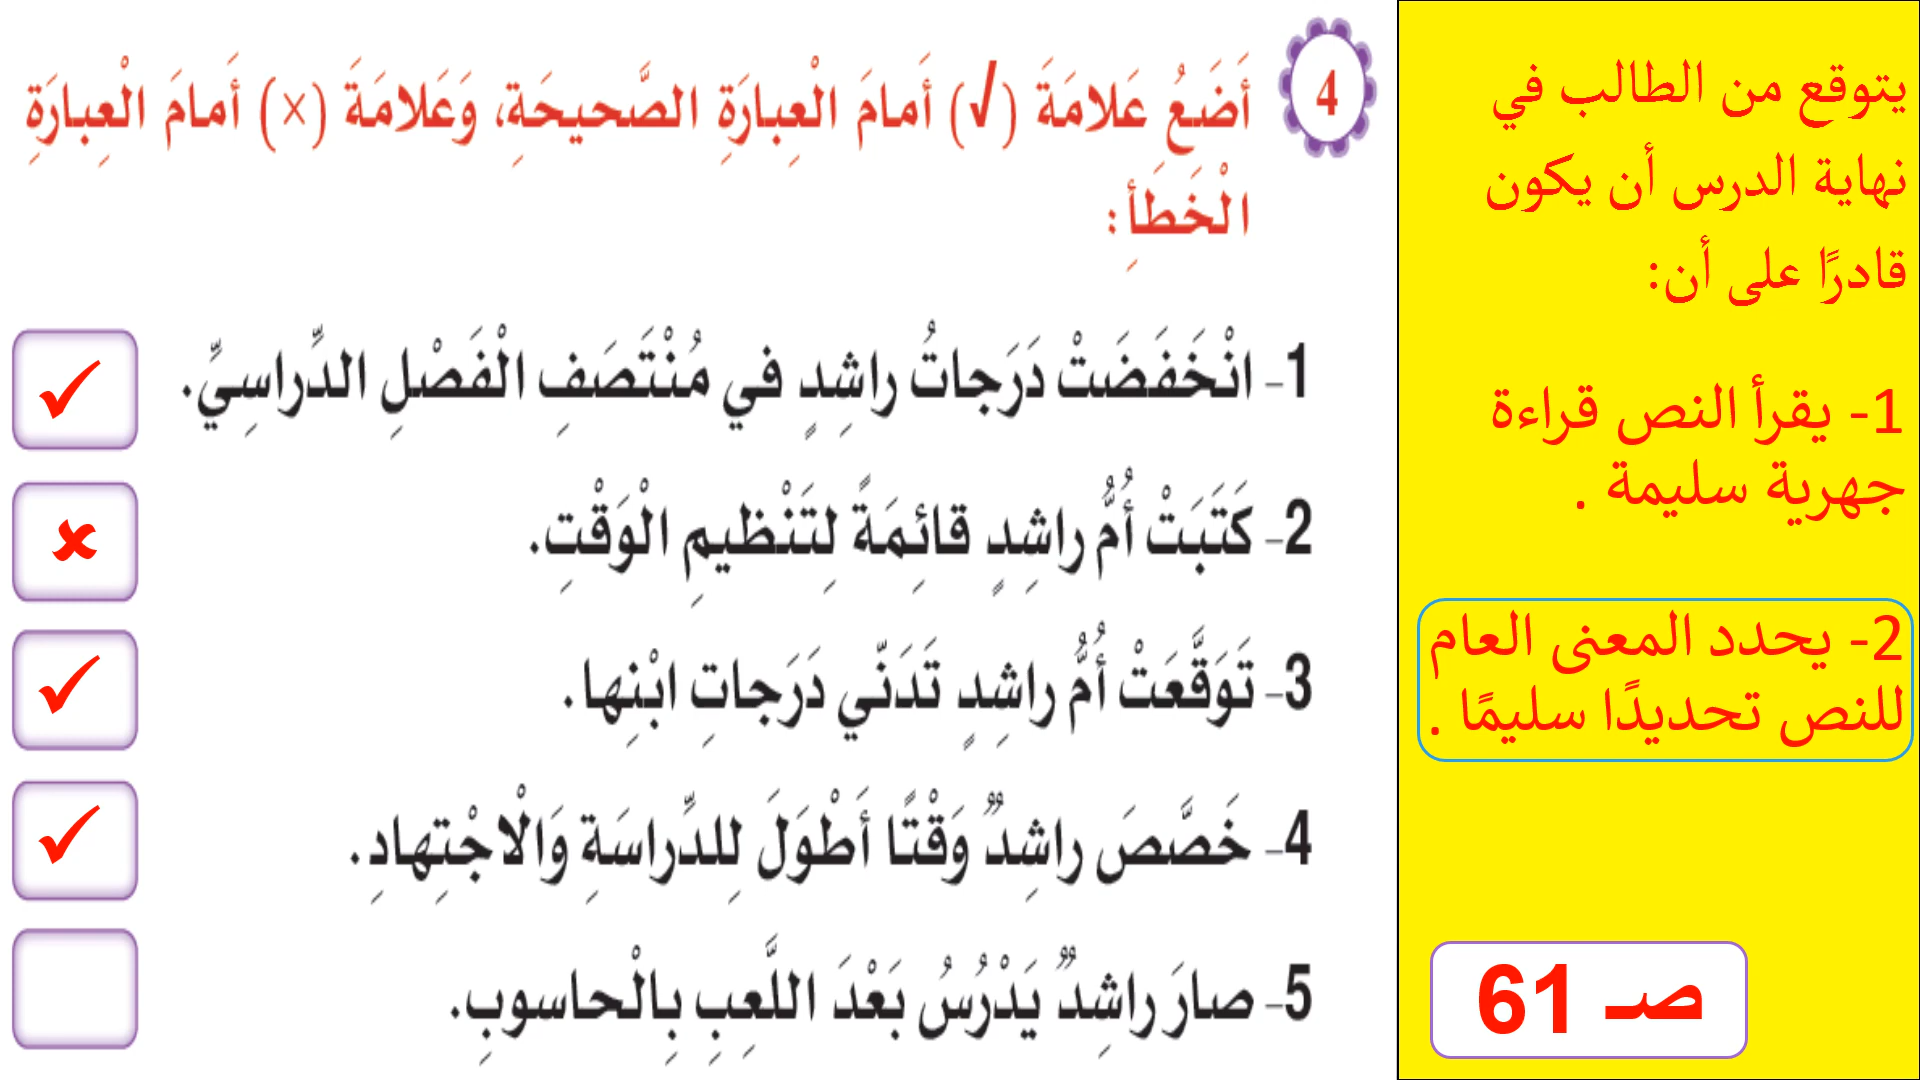 4
أَضَعُ عَلامَةَ (√) أَمامَ الْعِبارَةِ الصَّحيحَةِ، وَعَلامَةَ (×) أَمامَ الْعِبارَةِ
الْخَطَأِ:
1- انْخَفَضَتْ دَرَجاتُ راشِدٍ في مُنْتَصَفِ الْفَصْلِ الدِّراسِيِّ.
✓
2- كَتَبَتْ أُمُّ راشِدٍ قائِمَةً لِتَنْظيمِ الْوَقْتِ.
✘
3- تَوَقَّعَتْ أُمُّ راشِدٍ تَدَنّي دَرَجاتِ ابْنِها.
✓
4- خَصَّصَ راشِدٌ وَقْتًا أَطْوَلَ لِلدِّراسَةِ وَالْاجْتِهادِ.
✓
5- صارَ راشِدٌ يَدْرُسُ بَعْدَ اللَّعِبِ بِالْحاسوبِ.
يتوقع من الطالب في
نهاية الدرس أن يكون
قادرًا على أن:
1- يقرأ النص قراءة
جهرية سليمة .
2- يحدد المعنى العام
للنص تحديدًا سليمًا .
صـ 61